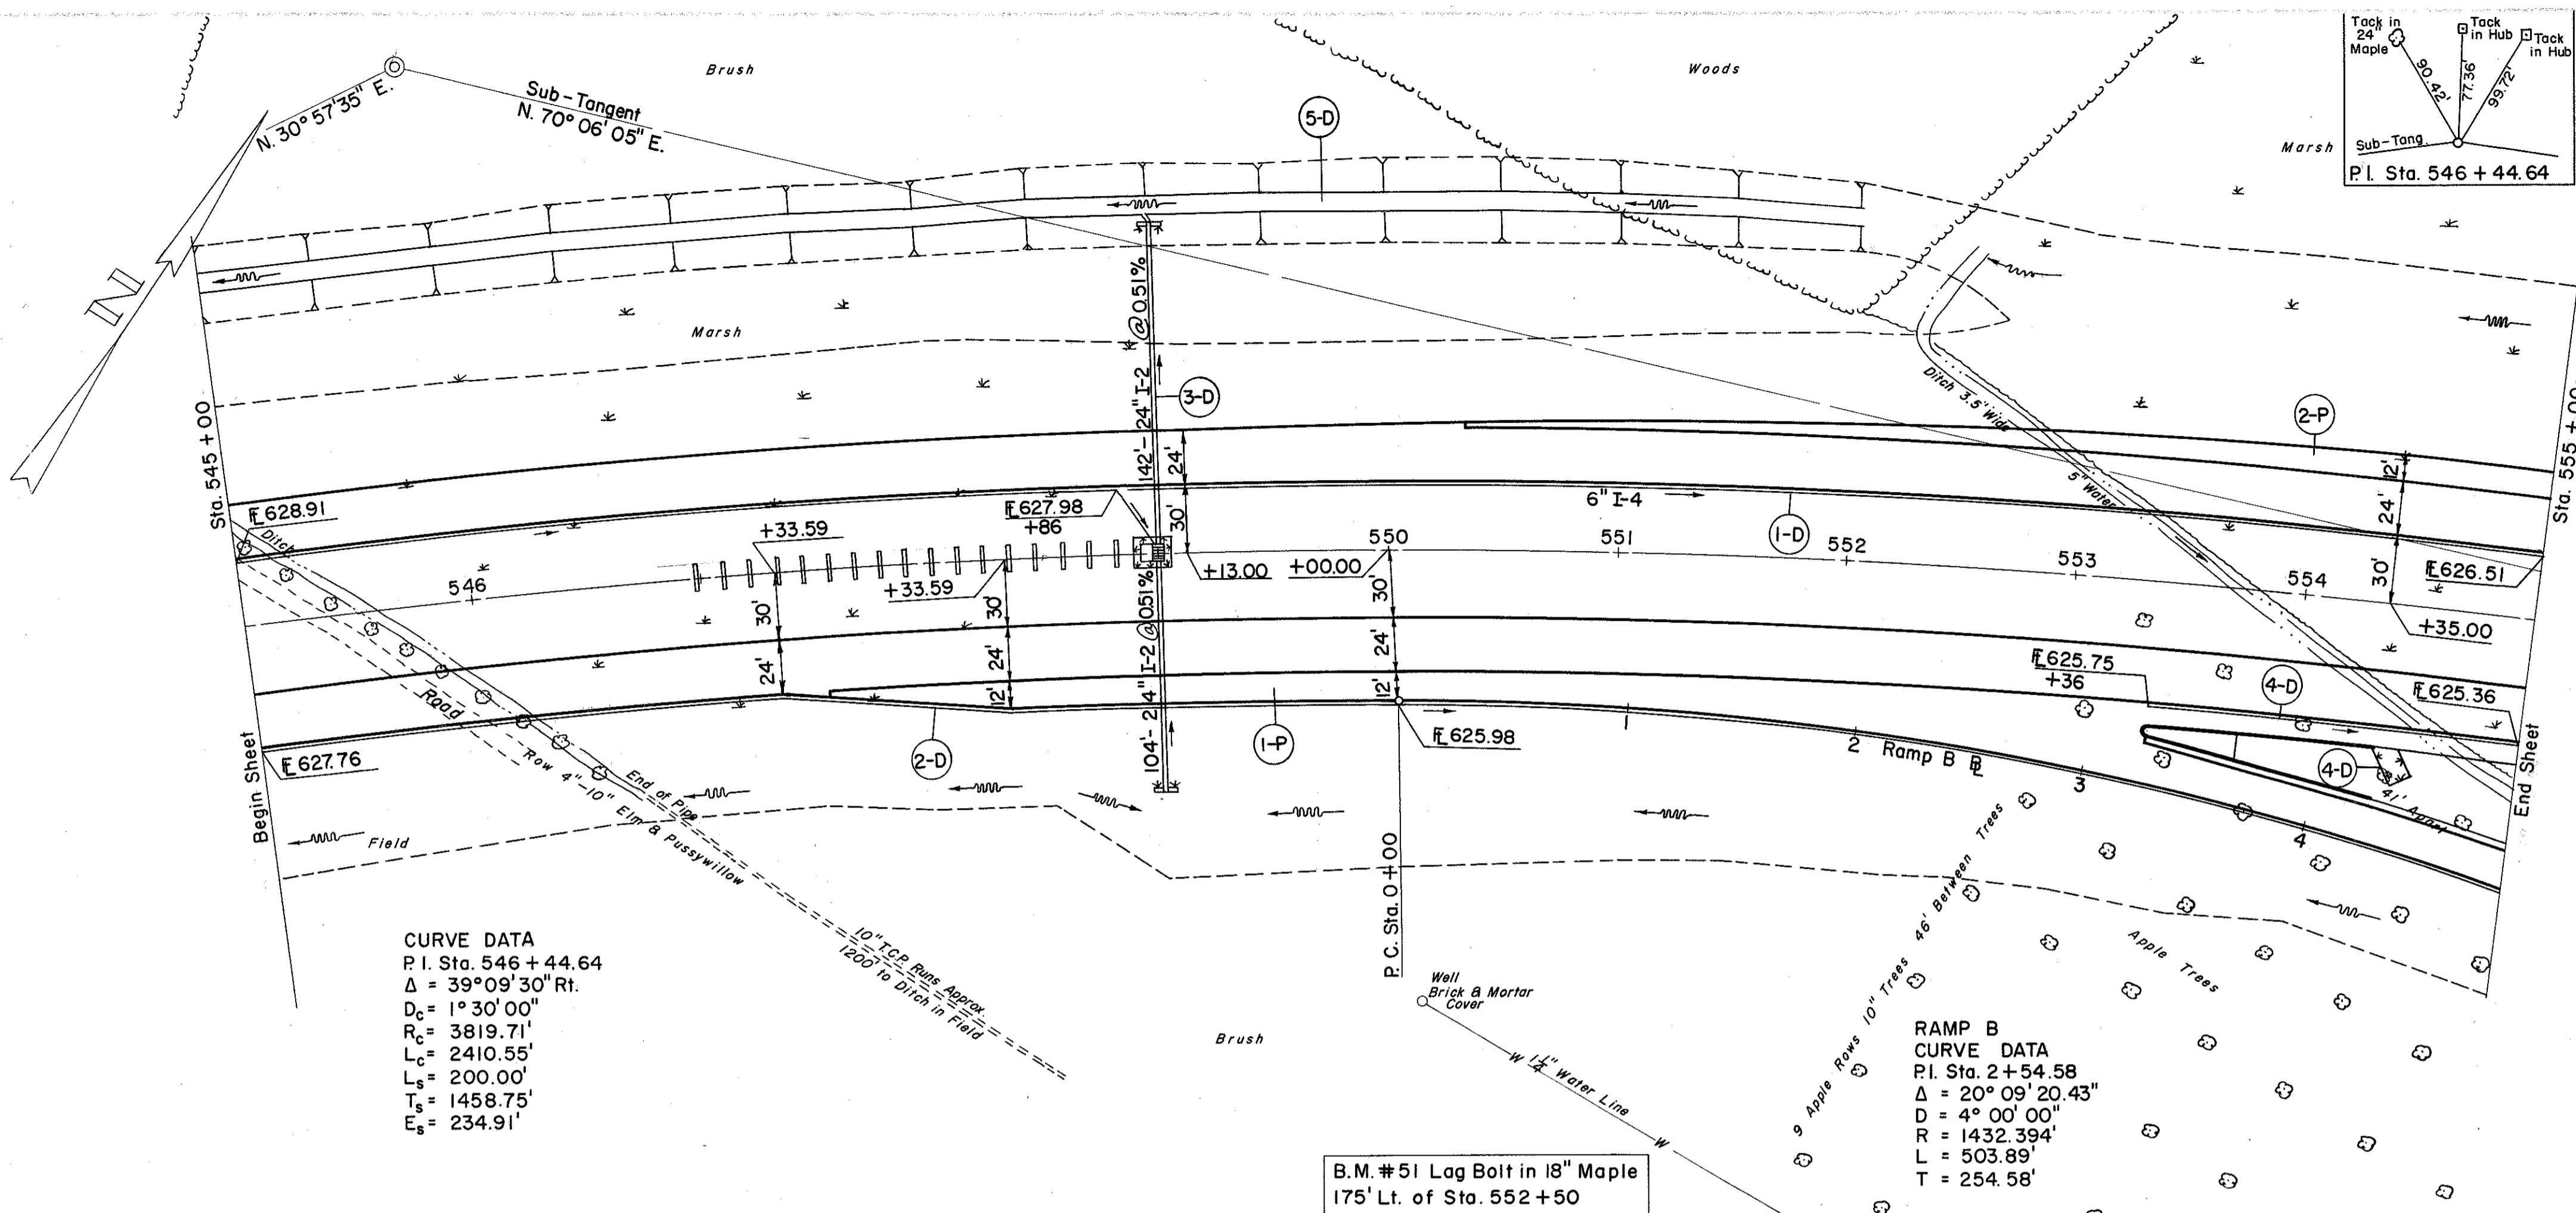 Brush
Woods
Marsh
Tack in
24"
Maple
Tack
in Hub
Tack
in Hub
90.42'
77.36'
99.72'
Sub-Tang.
P.I. Sta. 546 + 44.64
N. 30° 57' 35" E.
Sub-Tangent
N. 70° 06' 05" E.
5-D
N
Marsh
142'- 24" I-2 @ 0.51%
3-D
Ditch 3.5' Wide
2-P
Sta. 545 + 00
Sta. 555 + 00
24'
12'
24'
5" Water
6" I-4
1-D
FL 628.91
Ditch
+33.59
FL 627.98
+86
30'
546
+33.59
+13.00
+00.00
550
551
552
553
554
30'
FL 626.51
+35.00
30'
30'
30'
24'
24'
24'
12'
12'
104'- 24" I-2 @ 0.51%
Road
FL 625.75
+36
4-D
FL 625.36
FL 627.76
2-D
1-P
FL 625.98
1
2
Ramp B BL
3
4
4-D
41' Apart
Begin Sheet
End Sheet
Row 4"-10" Elm & Pussywillow
End of Pipe
Field
P.C. Sta. 0+00
10" T.C.P. Runs Approx.
1200' to Ditch in Field
9 Apple Rows 10" Trees 46' Between Trees
Apple Trees
CURVE DATA
P.I. Sta. 546 + 44.64
Δ = 39°09'30" Rt.
Dc = 1° 30' 00"
Rc = 3819.71'
Lc = 2410.55'
Ls = 200.00'
Ts = 1458.75'
Es = 234.91'
Well
Brick & Mortar
Cover
Brush
W 1¼" Water Line W
RAMP B
CURVE DATA
P.I. Sta. 2+54.58
Δ = 20° 09' 20.43"
D = 4° 00' 00"
R = 1432.394'
L = 503.89'
T = 254.58'
B.M. #51 Lag Bolt in 18" Maple
175' Lt. of Sta. 552 +50